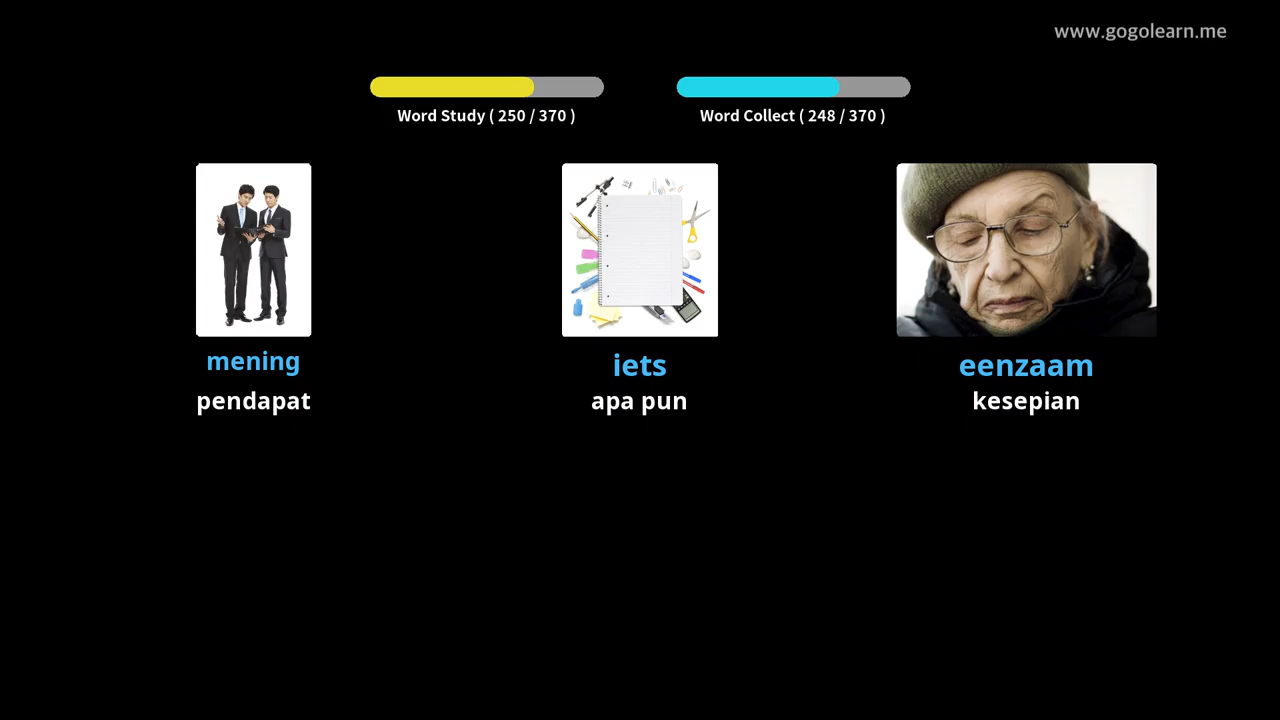 www.gogolearn.me
Word Study ( 250 / 370 )
Word Collect ( 248 / 370 )
mening
pendapat
iets
apa pun
eenzaam
kesepian